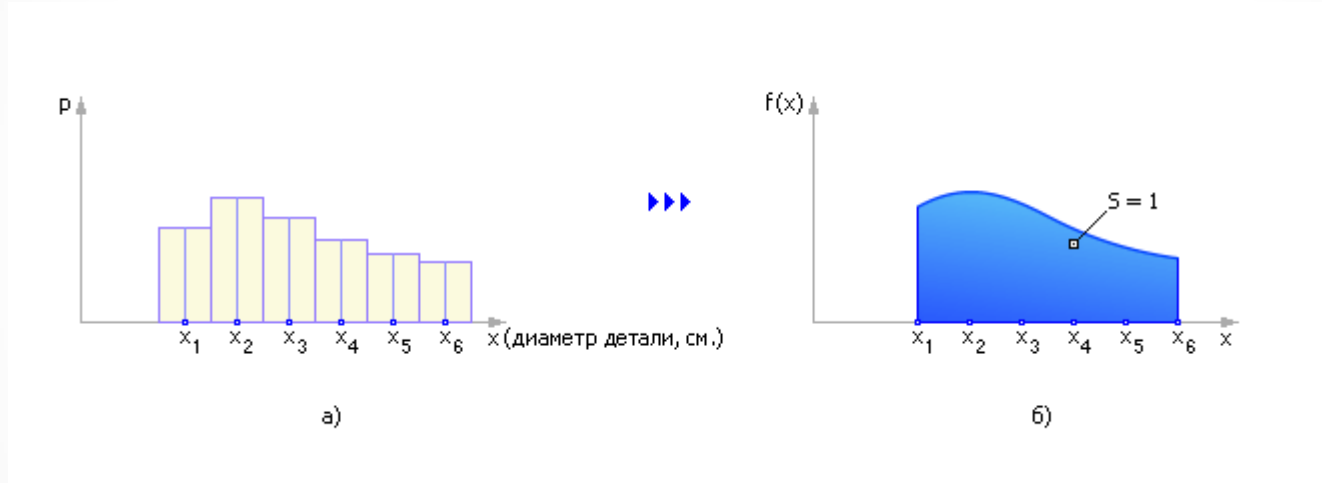 p
x₁ x₂ x₃ x₄ x₅ x₆ x (диаметр детали, см.)
а)
f(x)
S = 1
x₁ x₂ x₃ x₄ x₅ x₆ x
б)